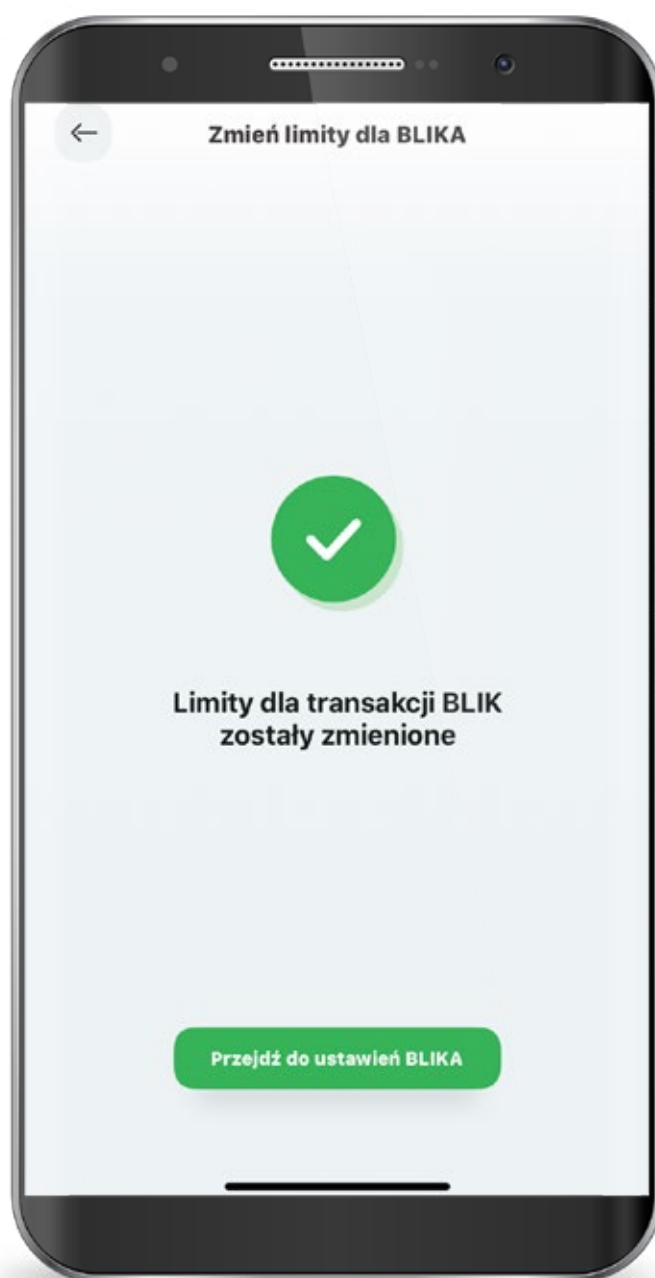 Zmień limity dla BLIKA
Limity dla transakcji BLIK
zostały zmienione
Przejdź do ustawień BLIKA